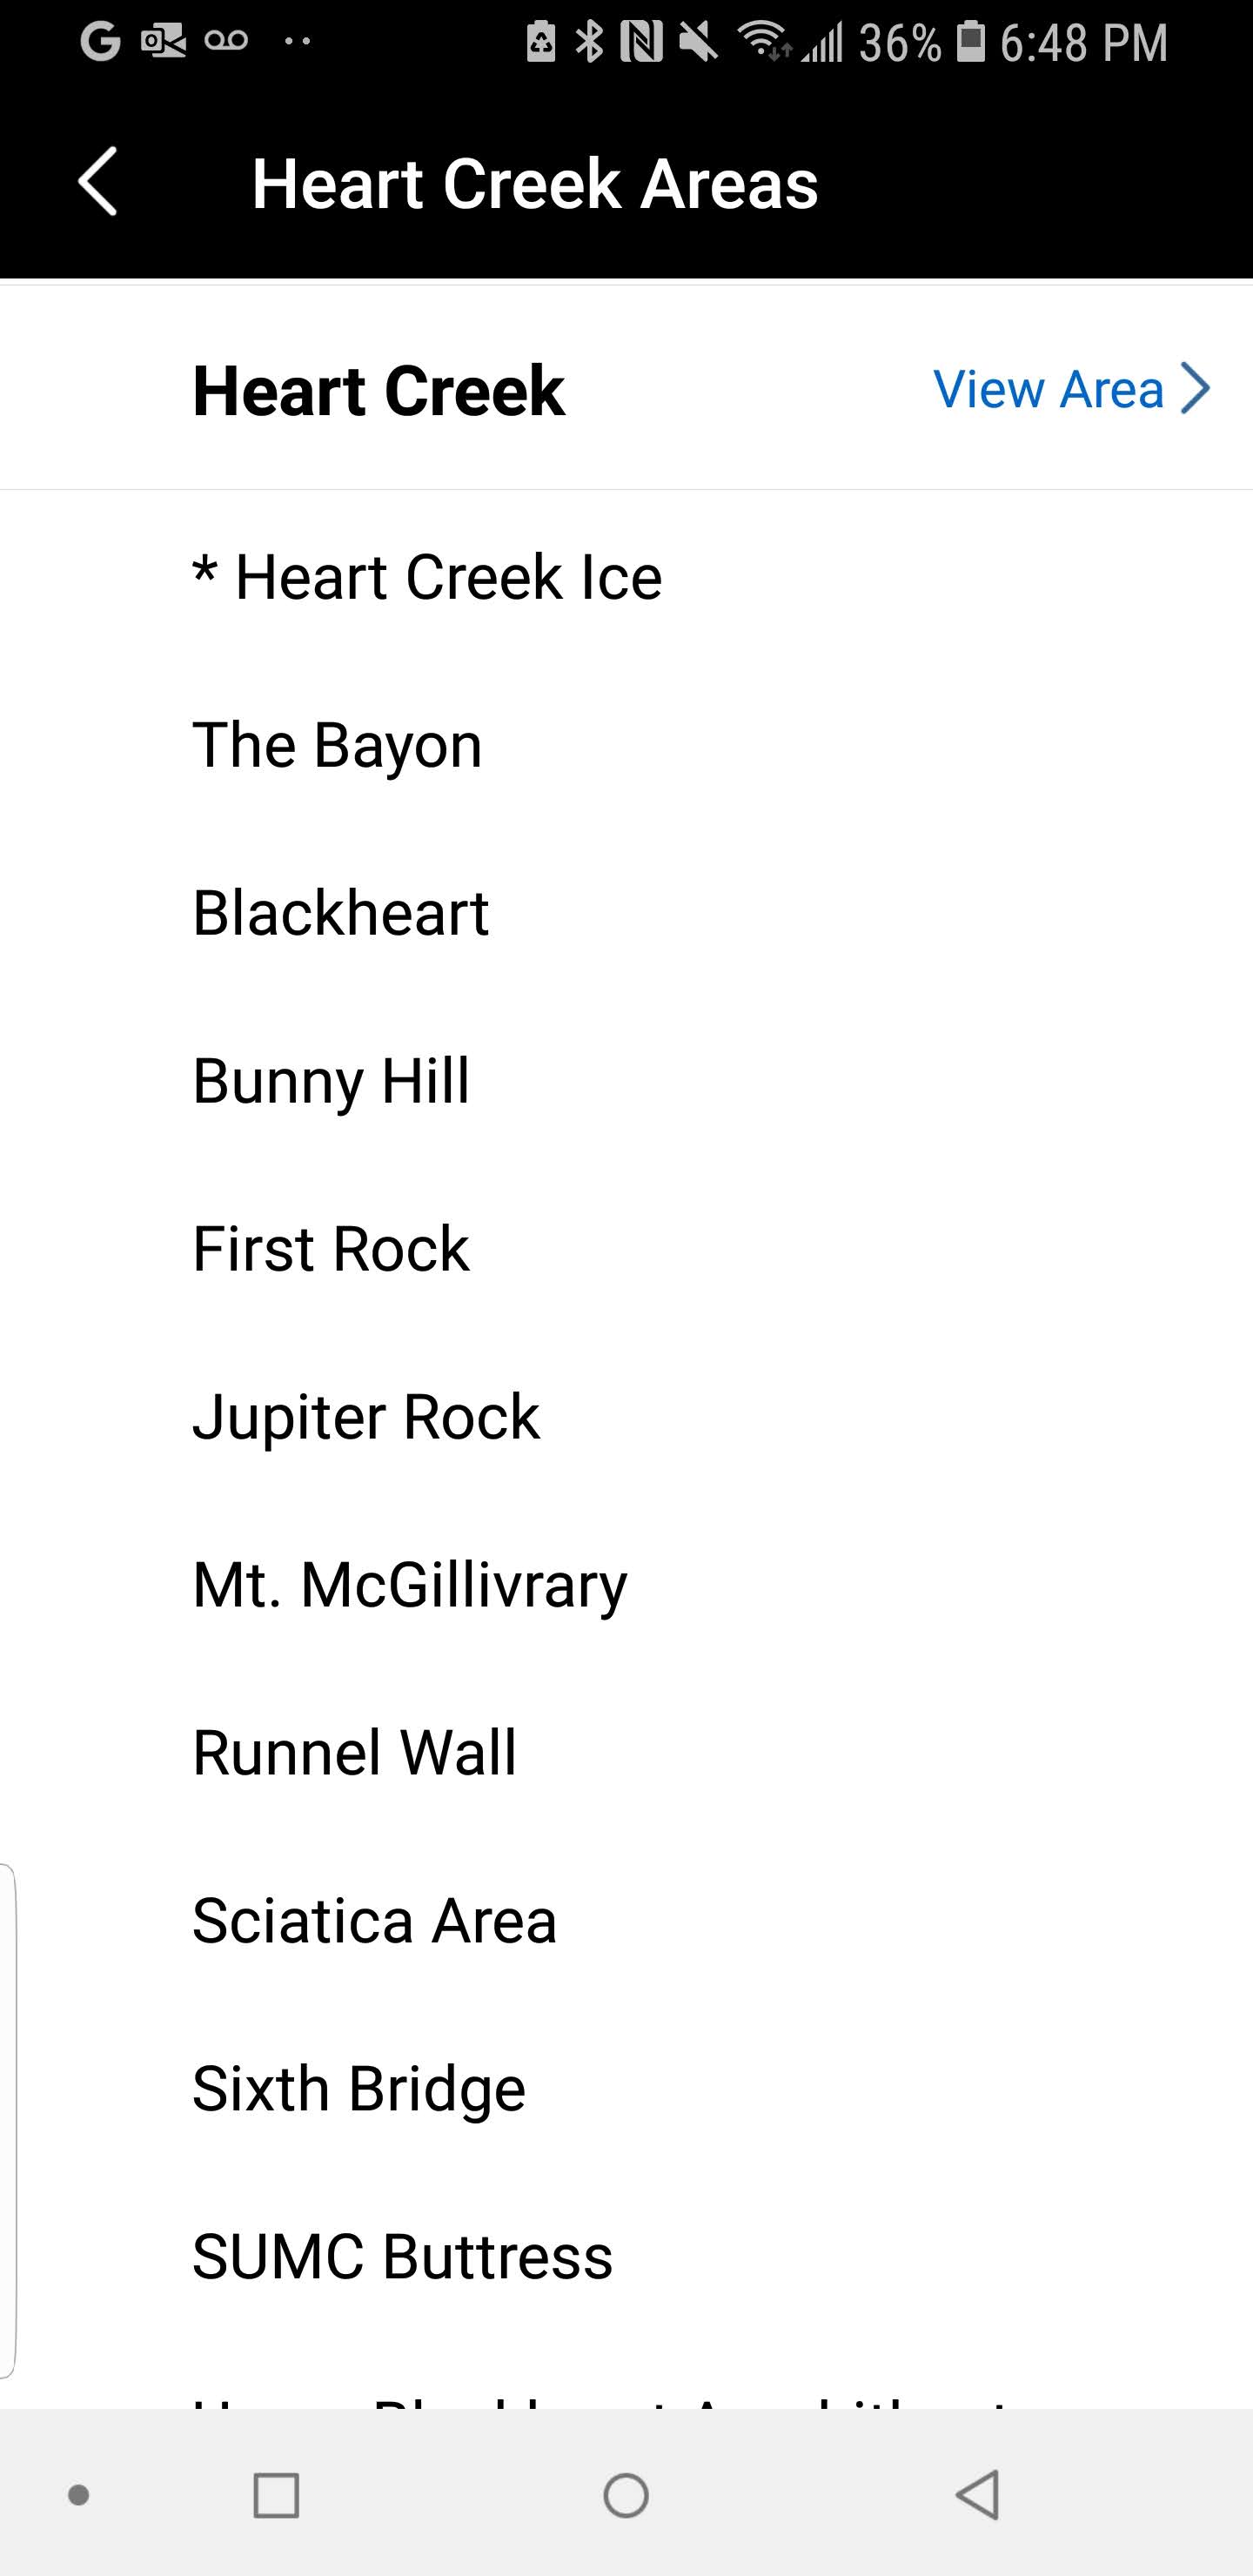 36% 6:48 PM
Heart Creek Areas
Heart Creek
View Area
* Heart Creek Ice
The Bayon
Blackheart
Bunny Hill
First Rock
Jupiter Rock
Mt. McGillivrary
Runnel Wall
Sciatica Area
Sixth Bridge
SUMC Buttress